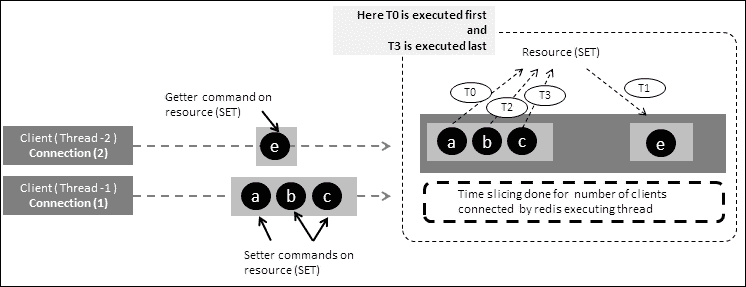 Here T0 is executed first
and
T3 is executed last
Resource (SET)
T0
T2
T3
T1
Getter command on
resource (SET)
e
Client ( Thread -2 )
Connection (2)
a
b
c
e
Client ( Thread -1 )
Connection (1)
a
b
c
Time slicing done for number of clients
connected by redis executing thread
Setter commands on
resource (SET)